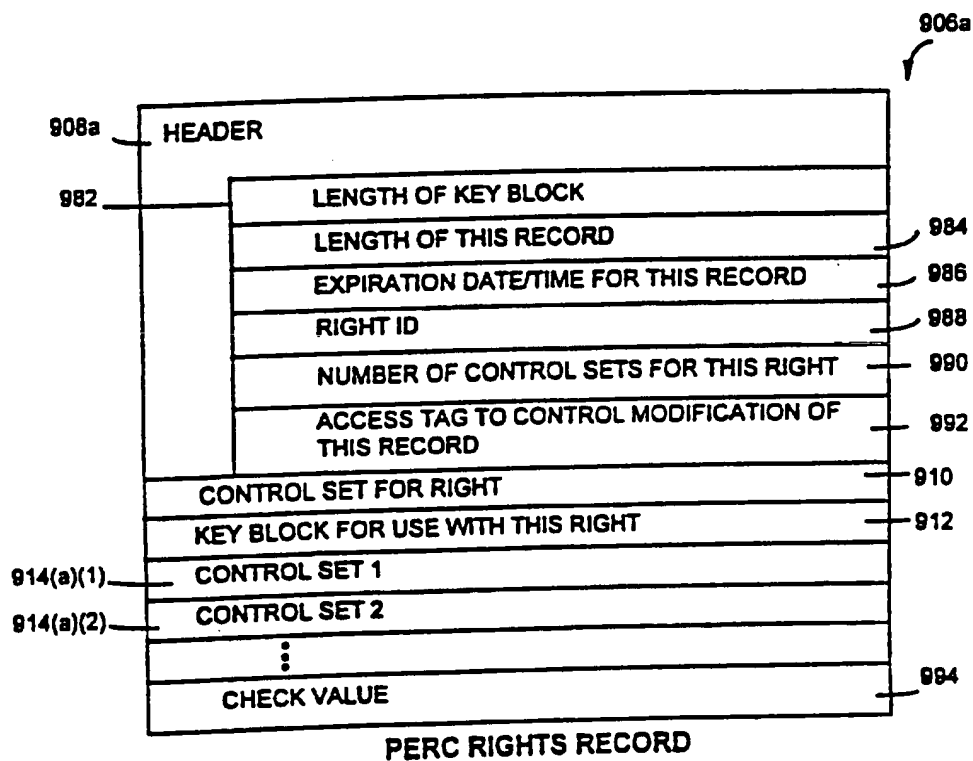 906a
908a
HEADER
982
LENGTH OF KEY BLOCK
LENGTH OF THIS RECORD
984
EXPIRATION DATE/TIME FOR THIS RECORD
986
RIGHT ID
988
NUMBER OF CONTROL SETS FOR THIS RIGHT
990
ACCESS TAG TO CONTROL MODIFICATION OF
THIS RECORD
992
CONTROL SET FOR RIGHT
910
KEY BLOCK FOR USE WITH THIS RIGHT
912
914(a)(1)
CONTROL SET 1
914(a)(2)
CONTROL SET 2
CHECK VALUE
994
PERC RIGHTS RECORD